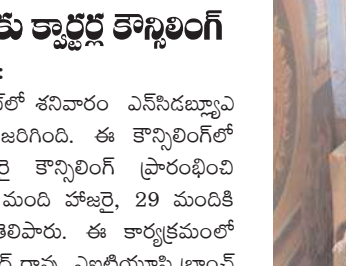 కు క్వార్టర్ల కౌన్సిలింగ్
:
లో శనివారం ఎన్‌సిడబ్ల్యూఎ
జరిగింది. ఈ కౌన్సిలింగ్‌లో
రై కౌన్సిలింగ్ ప్రారంభించి
మంది హాజరై, 29 మందికి
తెలిపారు. ఈ కార్యక్రమంలో